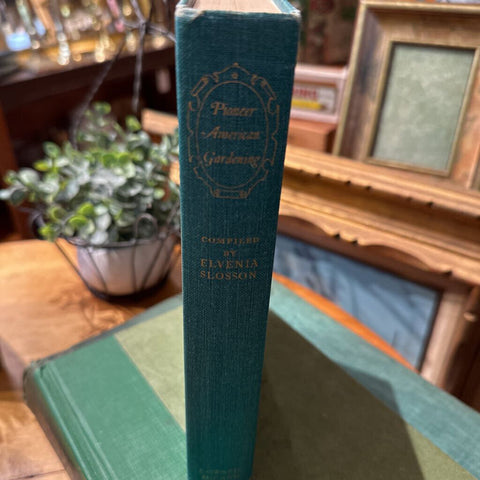 Pioneer
American
Gardening
COMPILED
BY
ELVENIA
SLOSSON